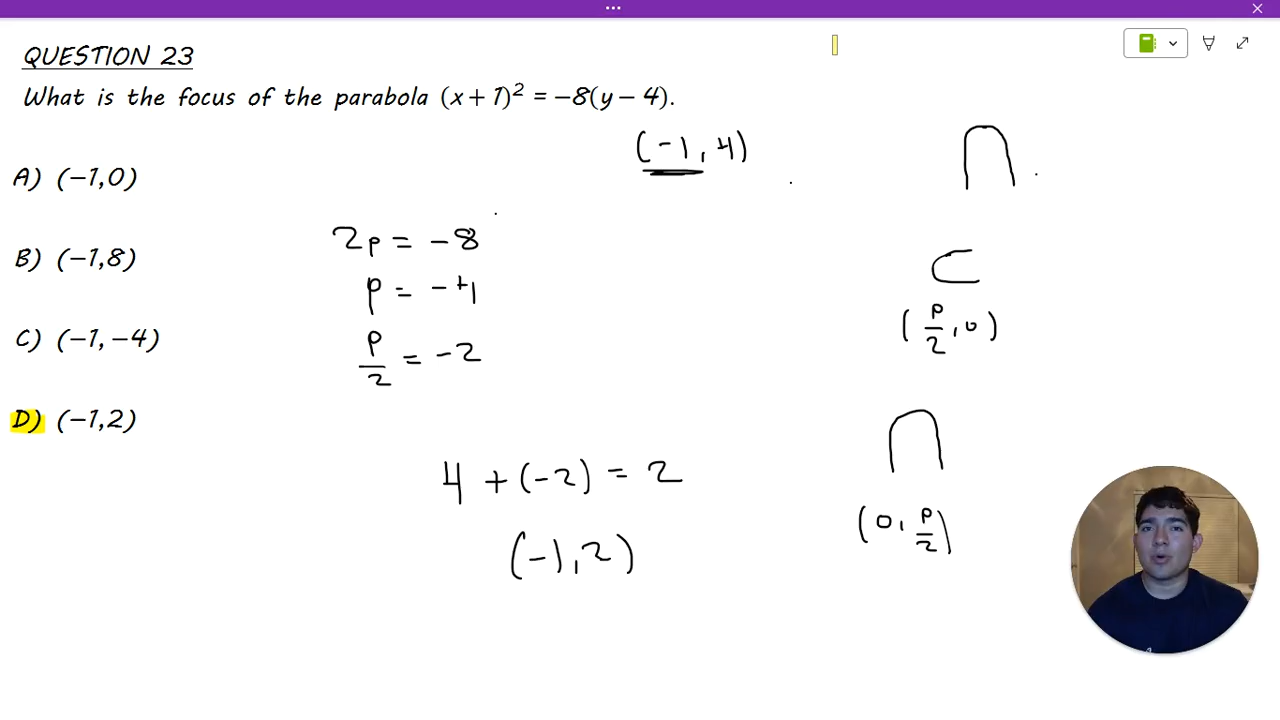 QUESTION 23
What is the focus of the parabola (x + 1)² = −8(y − 4).
(-1, 4)
A) (−1,0)
2p = -8
B) (−1,8)
p = -4
(p/2, 0)
C) (−1, −4)
p/2 = -2
D) (−1,2)
4 + (-2) = 2
(0, p/2)
(-1, 2)